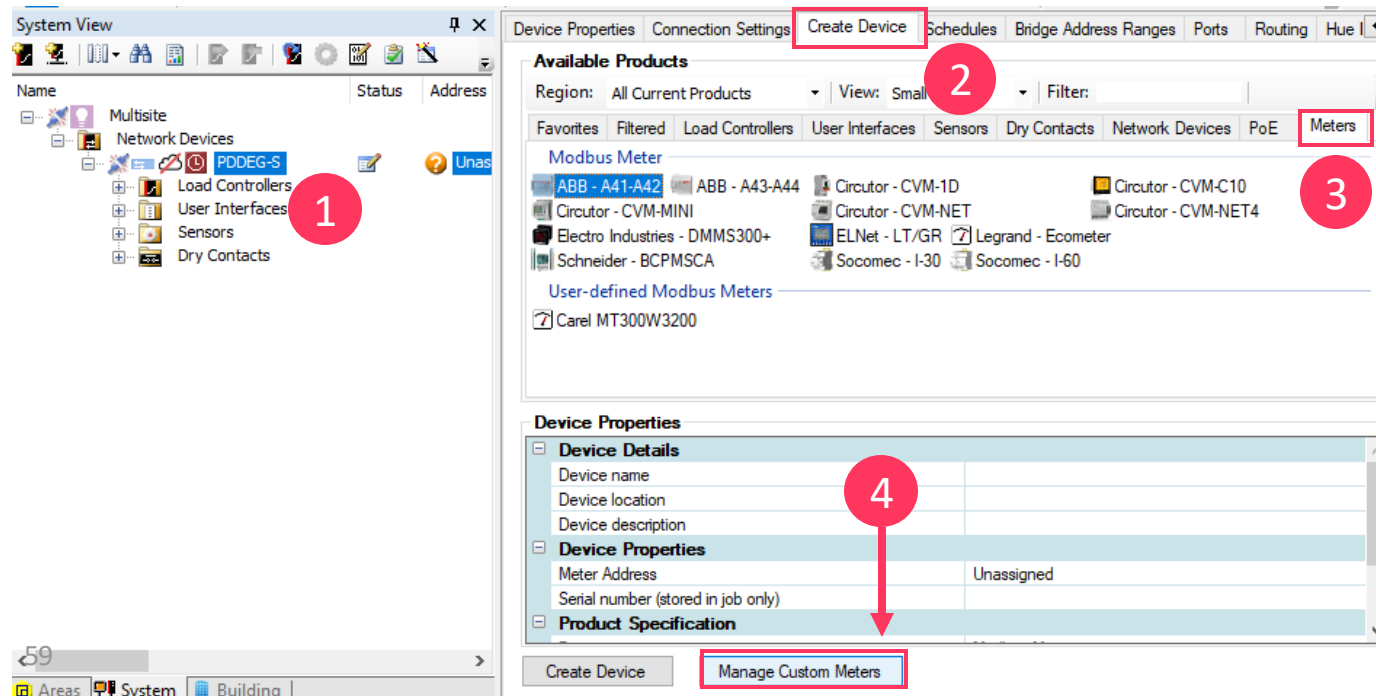 System View
Name Status Address
Multisite
Network Devices
PDDEG-S Unas
Load Controllers
User Interfaces
1
Sensors
Dry Contacts
59
Areas System Building
Device Properties Connection Settings Create Device Schedules Bridge Address Ranges Ports Routing Hue
2
Available Products
Region: All Current Products View: Small Filter:
Favorites Filtered Load Controllers User Interfaces Sensors Dry Contacts Network Devices PoE Meters
3
Modbus Meter
ABB - A41-A42 ABB - A43-A44 Circutor - CVM-1D Circutor - CVM-C10
Circutor - CVM-MINI Circutor - CVM-NET Circutor - CVM-NET4
Electro Industries - DMMS300+ ELNet - LT/GR Legrand - Ecometer
Schneider - BCPMSCA Socomec - I-30 Socomec - I-60
User-defined Modbus Meters
Carel MT300W3200
Device Properties
Device Details
Device name
Device location
Device description
4
Device Properties
Meter Address Unassigned
Serial number (stored in job only)
Product Specification
Create Device Manage Custom Meters